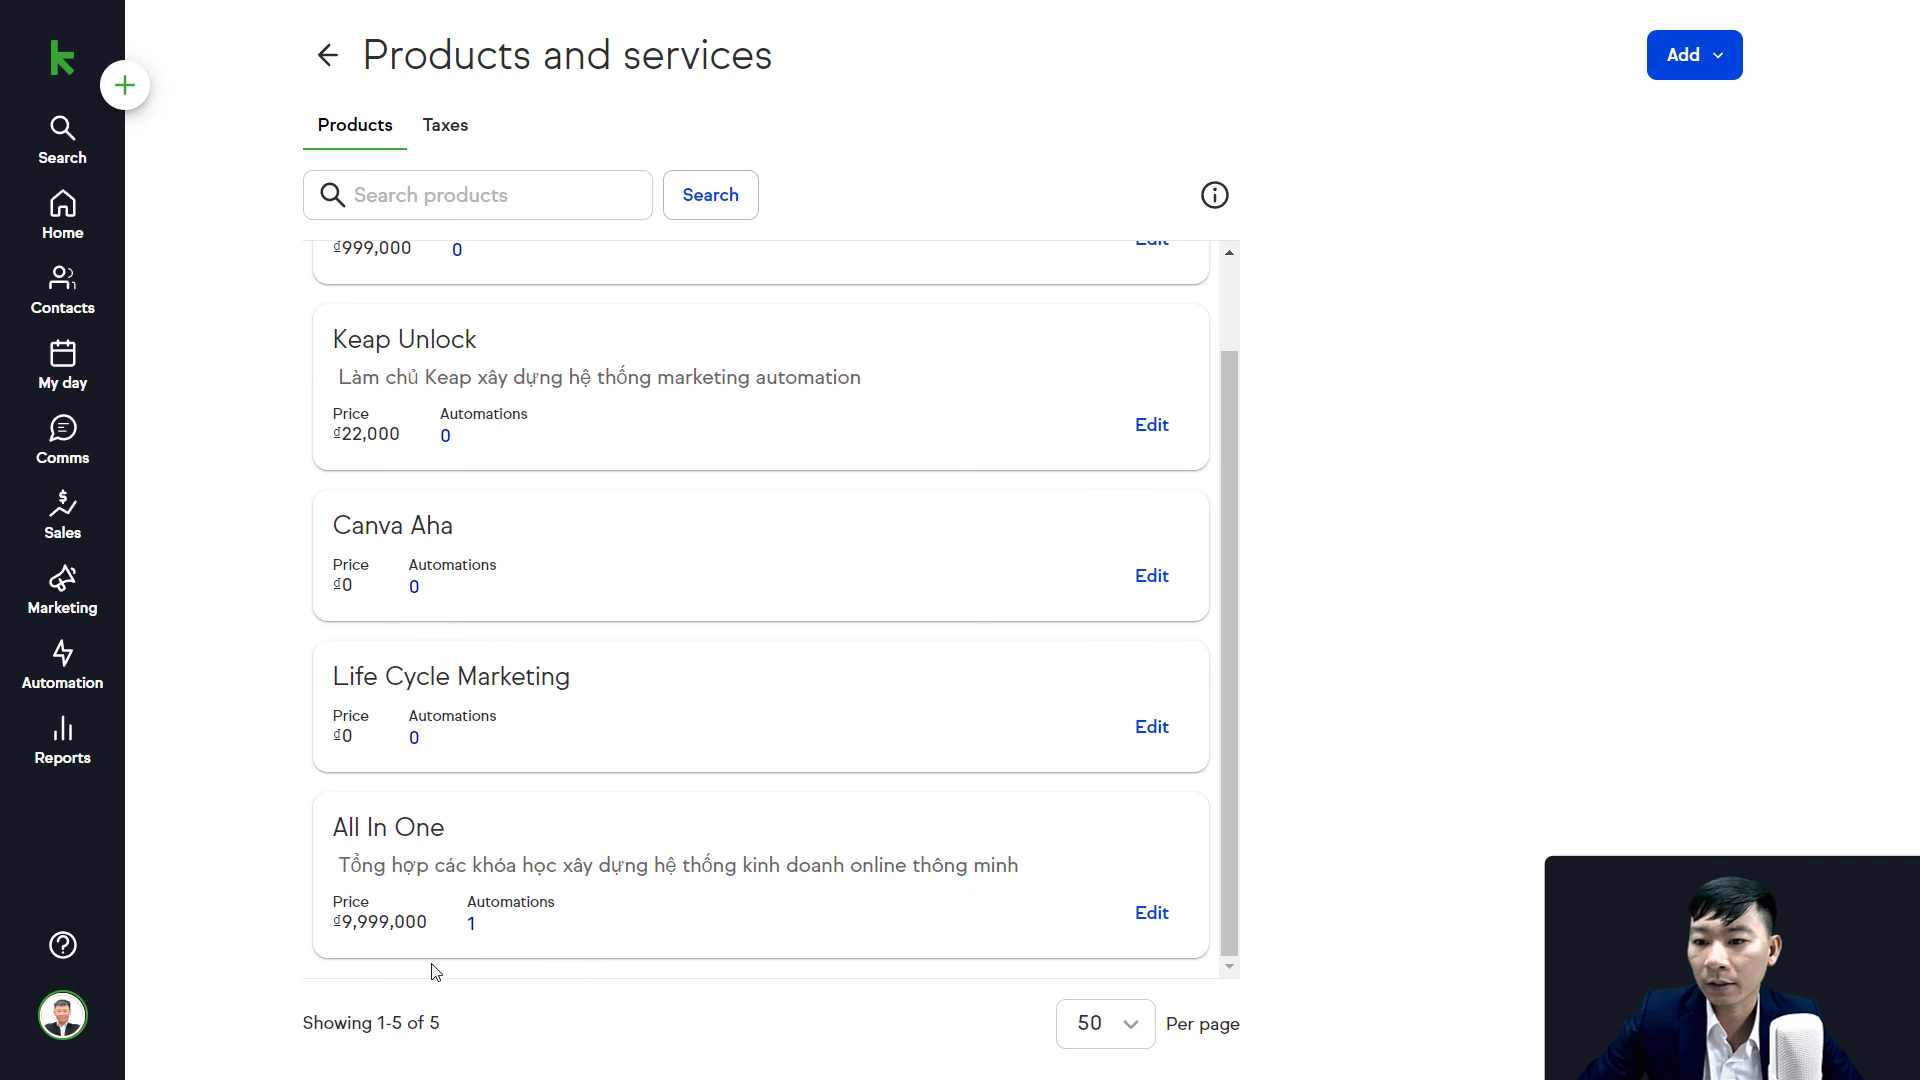 Products and services
Add
Products
Taxes
Search products
Search
₫999,000
0
Edit
Keap Unlock
Làm chủ Keap xây dựng hệ thống marketing automation
Price
Automations
₫22,000
0
Edit
Canva Aha
Price
Automations
₫0
0
Edit
Life Cycle Marketing
Price
Automations
₫0
0
Edit
All In One
Tổng hợp các khóa học xây dựng hệ thống kinh doanh online thông minh
Price
Automations
₫9,999,000
1
Edit
Showing 1-5 of 5
50
Per page
Search
Home
Contacts
My day
Comms
Sales
Marketing
Automation
Reports